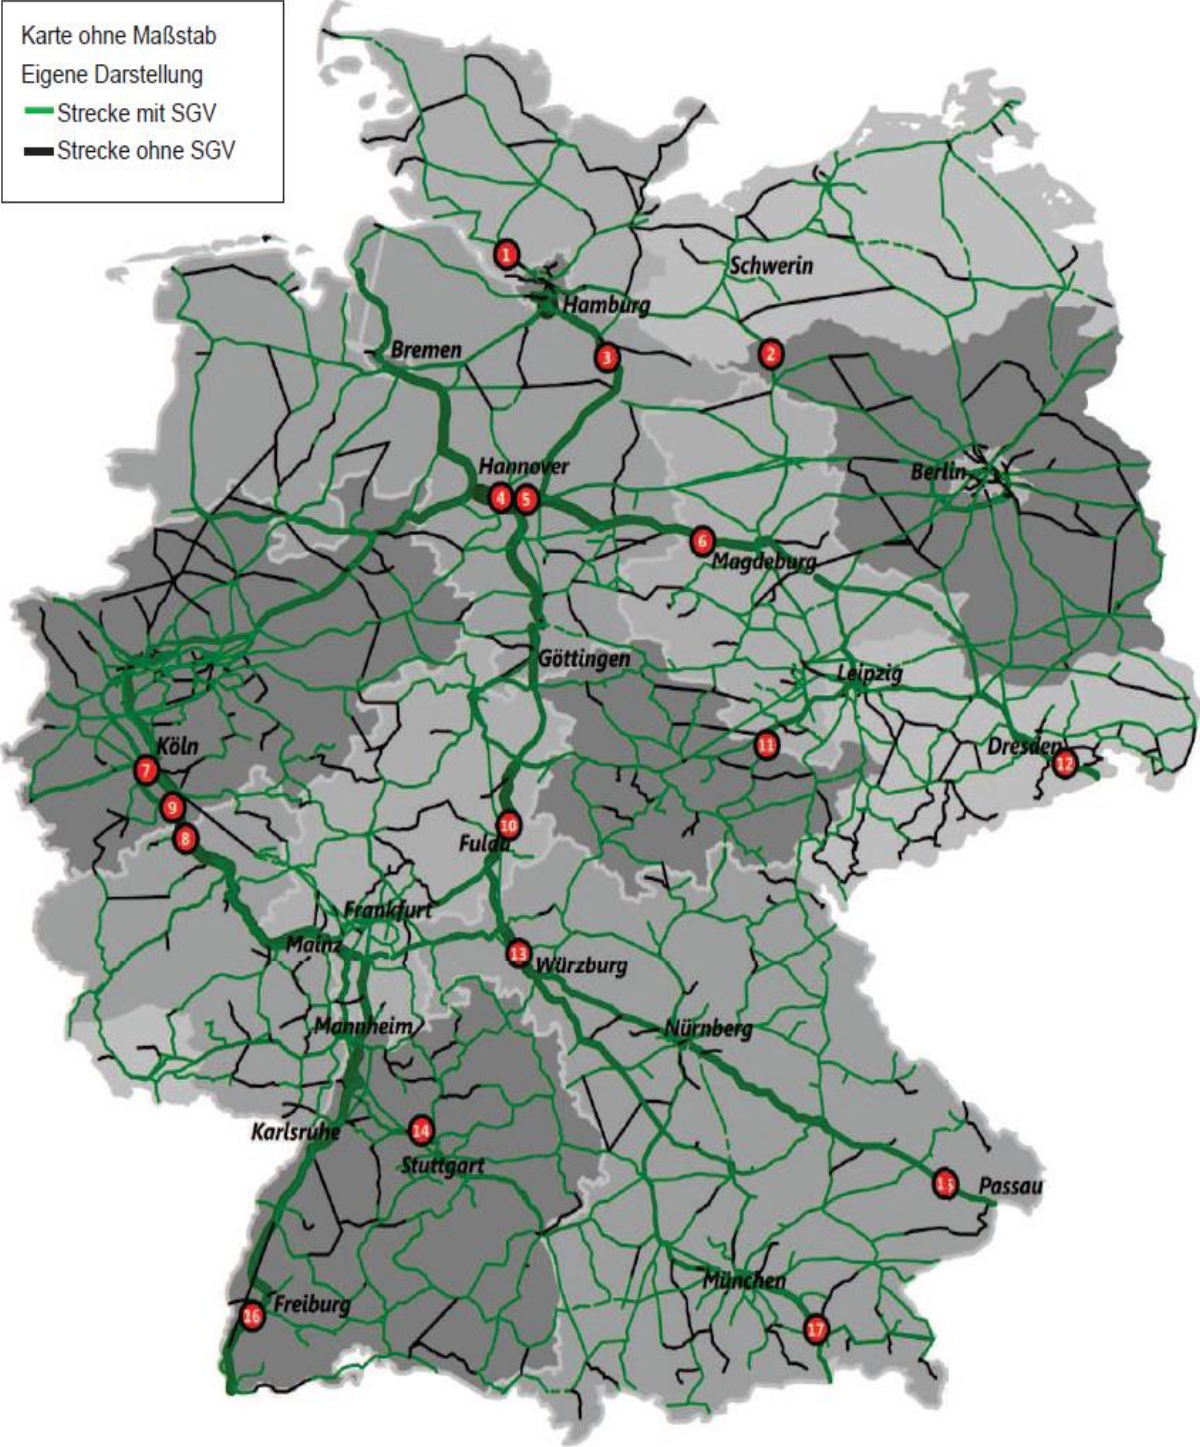 Karte ohne Maßstab
Eigene Darstellung
Strecke mit SGV
Strecke ohne SGV
1
Schwerin
Hamburg
Bremen
3
2
Hannover
4
5
Berlin
6
Magdeburg
Göttingen
Leipzig
Köln
7
11
Dresden
12
9
8
10
Fulda
Frankfurt
Mainz
13
Würzburg
Mannheim
Nürnberg
Karlsruhe
14
Stuttgart
15
Passau
München
Freiburg
16
17